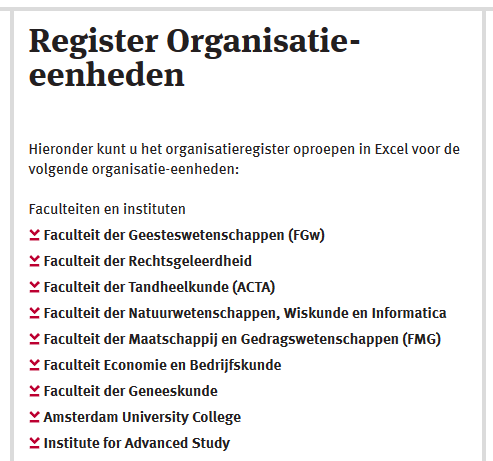 Register Organisatie-
eenheden
Hieronder kunt u het organisatieregister oproepen in Excel voor de
volgende organisatie-eenheden:
Faculteiten en instituten
Faculteit der Geesteswetenschappen (FGw)
Faculteit der Rechtsgeleerdheid
Faculteit der Tandheelkunde (ACTA)
Faculteit der Natuurwetenschappen, Wiskunde en Informatica
Faculteit der Maatschappij en Gedragswetenschappen (FMG)
Faculteit Economie en Bedrijfskunde
Faculteit der Geneeskunde
Amsterdam University College
Institute for Advanced Study